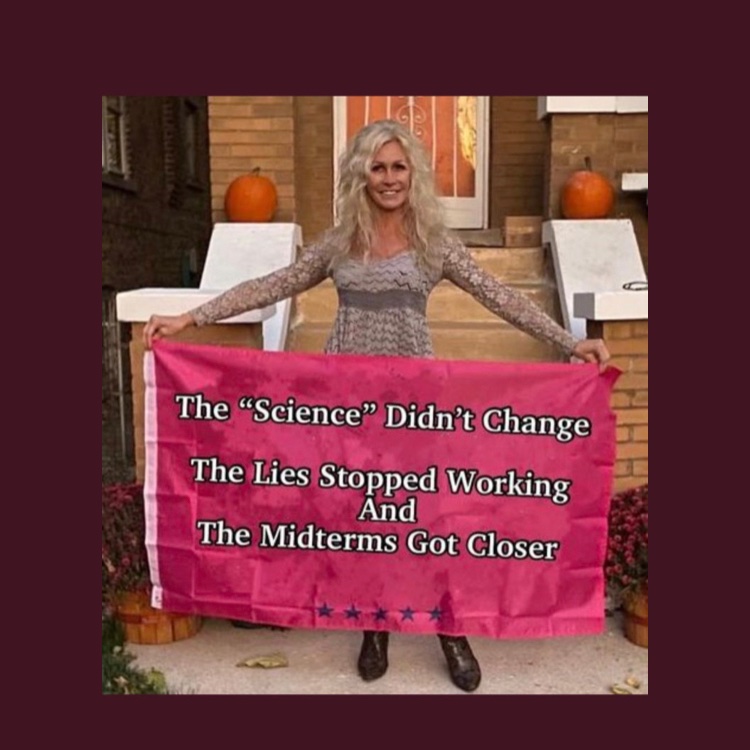 The “Science” Didn’t Change
The Lies Stopped Working
And
The Midterms Got Closer